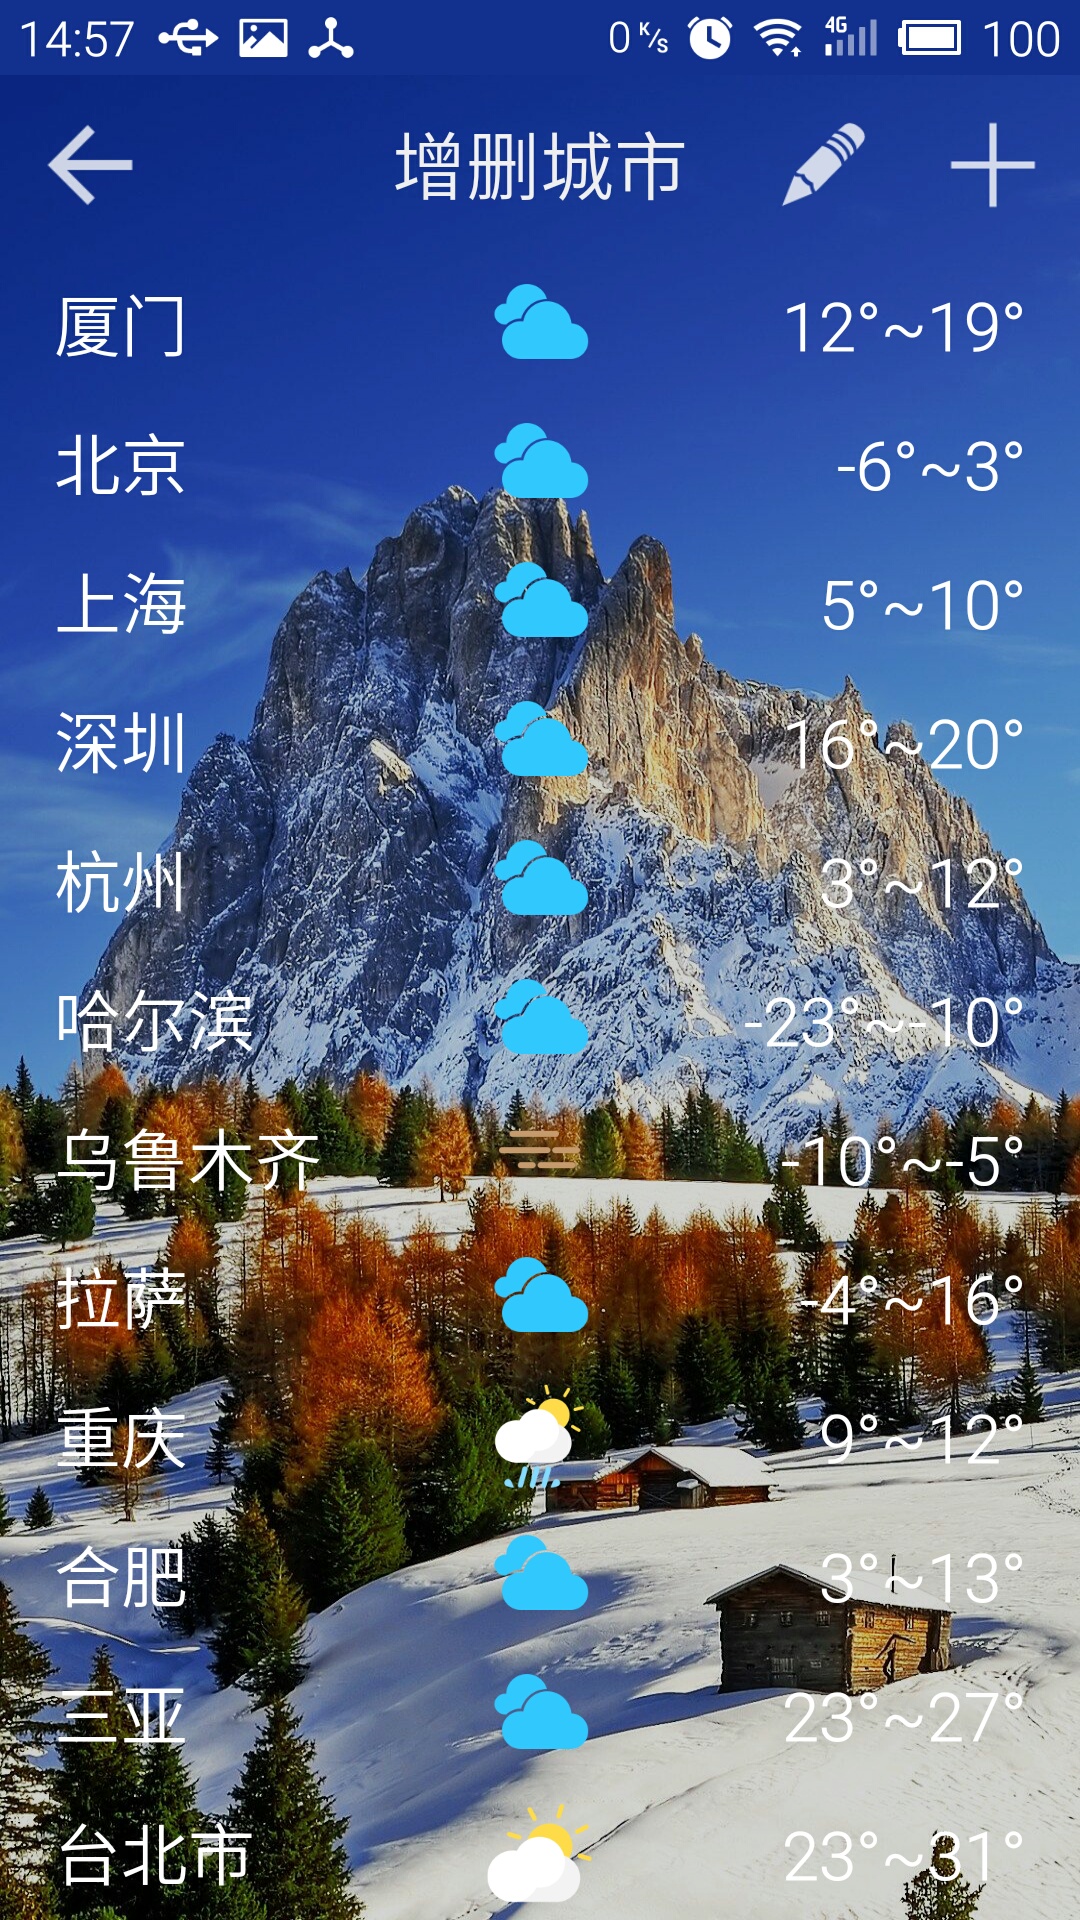 14:57 0 K/S 4G 100
增删城市
厦门 12°~19°
北京 -6°~3°
上海 5°~10°
深圳 16°~20°
杭州 3°~12°
哈尔滨 -23°~-10°
乌鲁木齐 -10°~-5°
拉萨 -4°~16°
重庆 9°~12°
合肥 3°~13°
三亚 23°~27°
台北市 23°~31°